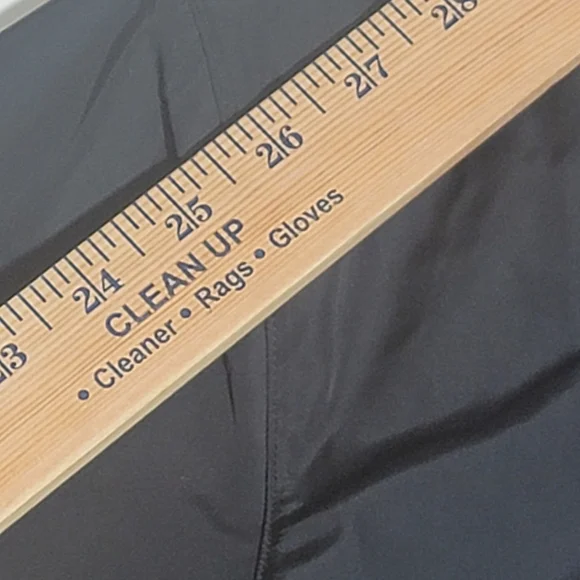 23 24 25 26 27 28
CLEAN UP
• Cleaner • Rags • Gloves